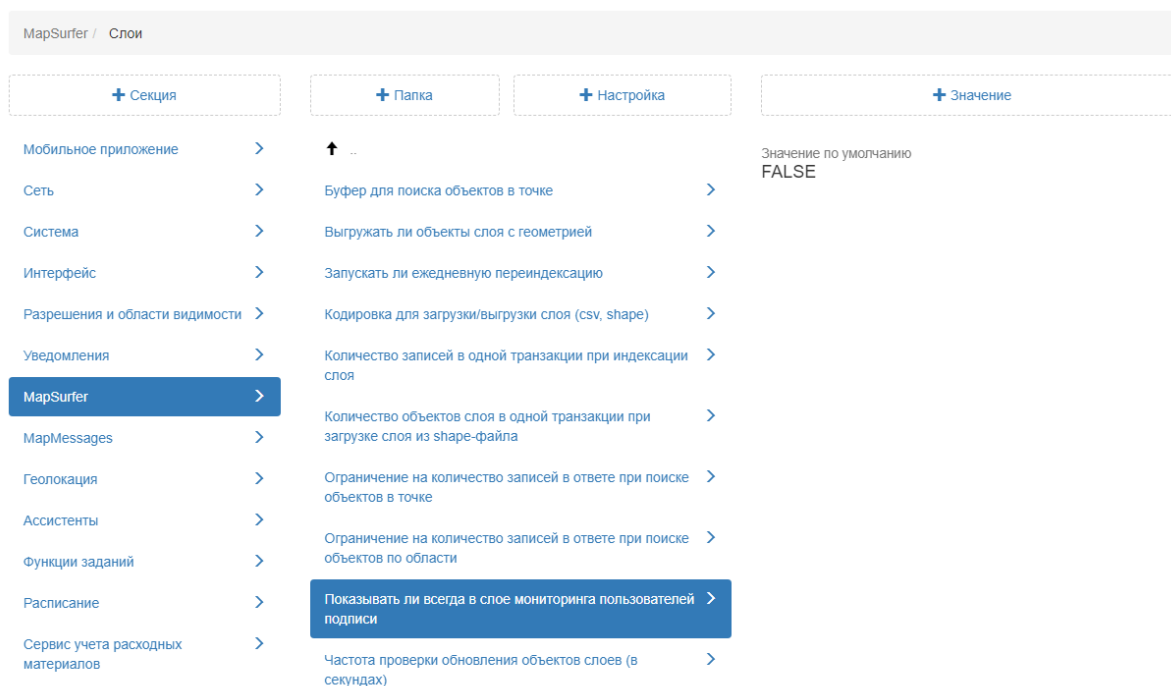 MapSurfer / Слои
+ Секция
+ Папка
+ Настройка
+ Значение
Мобильное приложение
Сеть
Система
Интерфейс
Разрешения и области видимости
Уведомления
MapSurfer
MapMessages
Геолокация
Ассистенты
Функции заданий
Расписание
Сервис учета расходных
материалов
..
Буфер для поиска объектов в точке
Выгружать ли объекты слоя с геометрией
Запускать ли ежедневную переиндексацию
Кодировка для загрузки/выгрузки слоя (csv, shape)
Количество записей в одной транзакции при индексации
слоя
Количество объектов слоя в одной транзакции при
загрузке слоя из shape-файла
Ограничение на количество записей в ответе при поиске
объектов в точке
Ограничение на количество записей в ответе при поиске
объектов по области
Показывать ли всегда в слое мониторинга пользователей
подписи
Частота проверки обновления объектов слоев (в
секундах)
Значение по умолчанию
FALSE